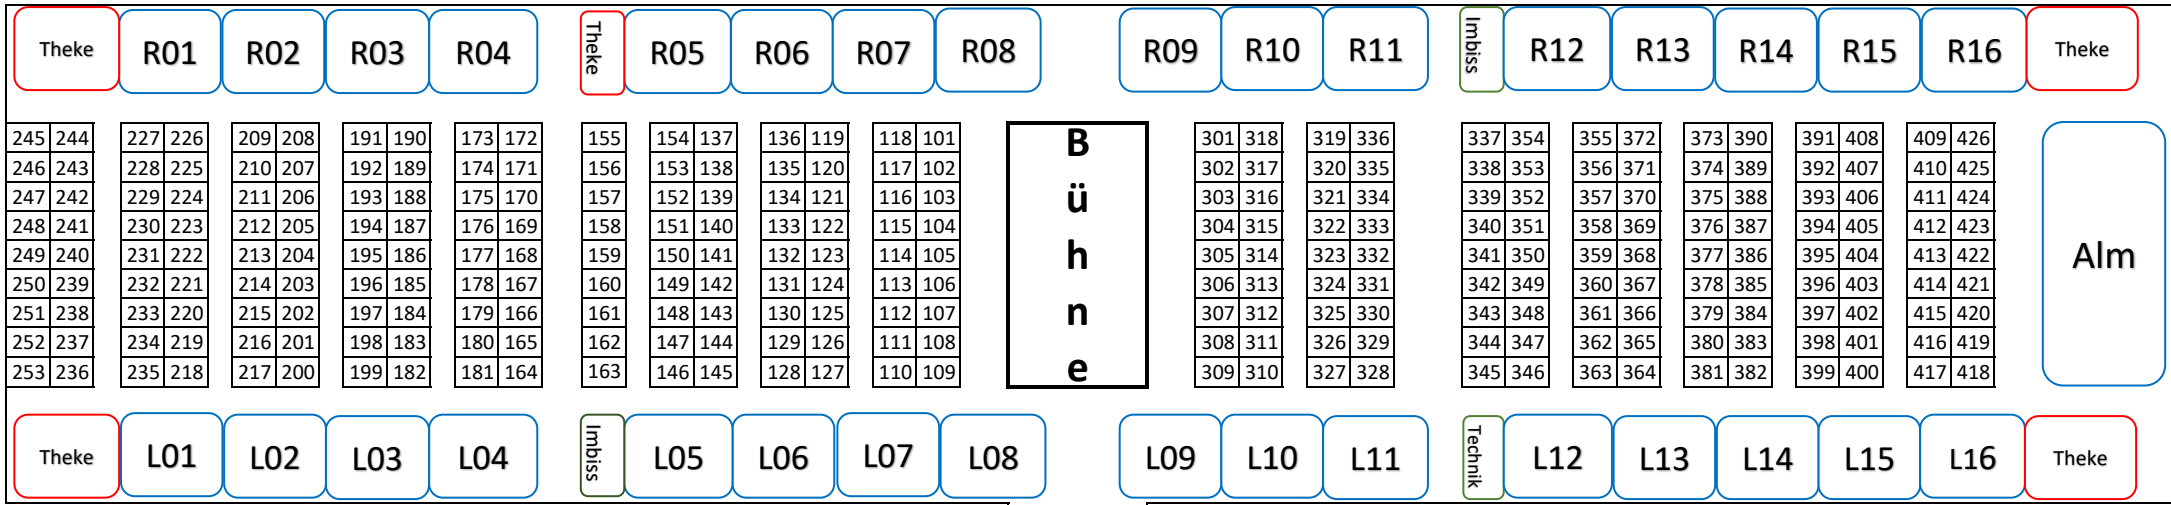 Theke R01 R02 R03 R04 Theke R05 R06 R07 R08 R09 R10 R11 Imbiss R12 R13 R14 R15 R16 Theke
245 244 227 226 209 208 191 190 173 172 155 154 137 136 119 118 101 301 318 319 336 337 354 355 372 373 390 391 408 409 426
246 243 228 225 210 207 192 189 174 171 156 153 138 135 120 117 102 302 317 320 335 338 353 356 371 374 389 392 407 410 425
247 242 229 224 211 206 193 188 175 170 157 152 139 134 121 116 103 303 316 321 334 339 352 357 370 375 388 393 406 411 424
248 241 230 223 212 205 194 187 176 169 158 151 140 133 122 115 104 304 315 322 333 340 351 358 369 376 387 394 405 412 423
249 240 231 222 213 204 195 186 177 168 159 150 141 132 123 114 105 305 314 323 332 341 350 359 368 377 386 395 404 413 422
250 239 232 221 214 203 196 185 178 167 160 149 142 131 124 113 106 306 313 324 331 342 349 360 367 378 385 396 403 414 421
251 238 233 220 215 202 197 184 179 166 161 148 143 130 125 112 107 307 312 325 330 343 348 361 366 379 384 397 402 415 420
252 237 234 219 216 201 198 183 180 165 162 147 144 129 126 111 108 308 311 326 329 344 347 362 365 380 383 398 401 416 419
253 236 235 218 217 200 199 182 181 164 163 146 145 128 127 110 109 309 310 327 328 345 346 363 364 381 382 399 400 417 418
Bühne
Alm
Theke L01 L02 L03 L04 Imbiss L05 L06 L07 L08 L09 L10 L11 Technik L12 L13 L14 L15 L16 Theke